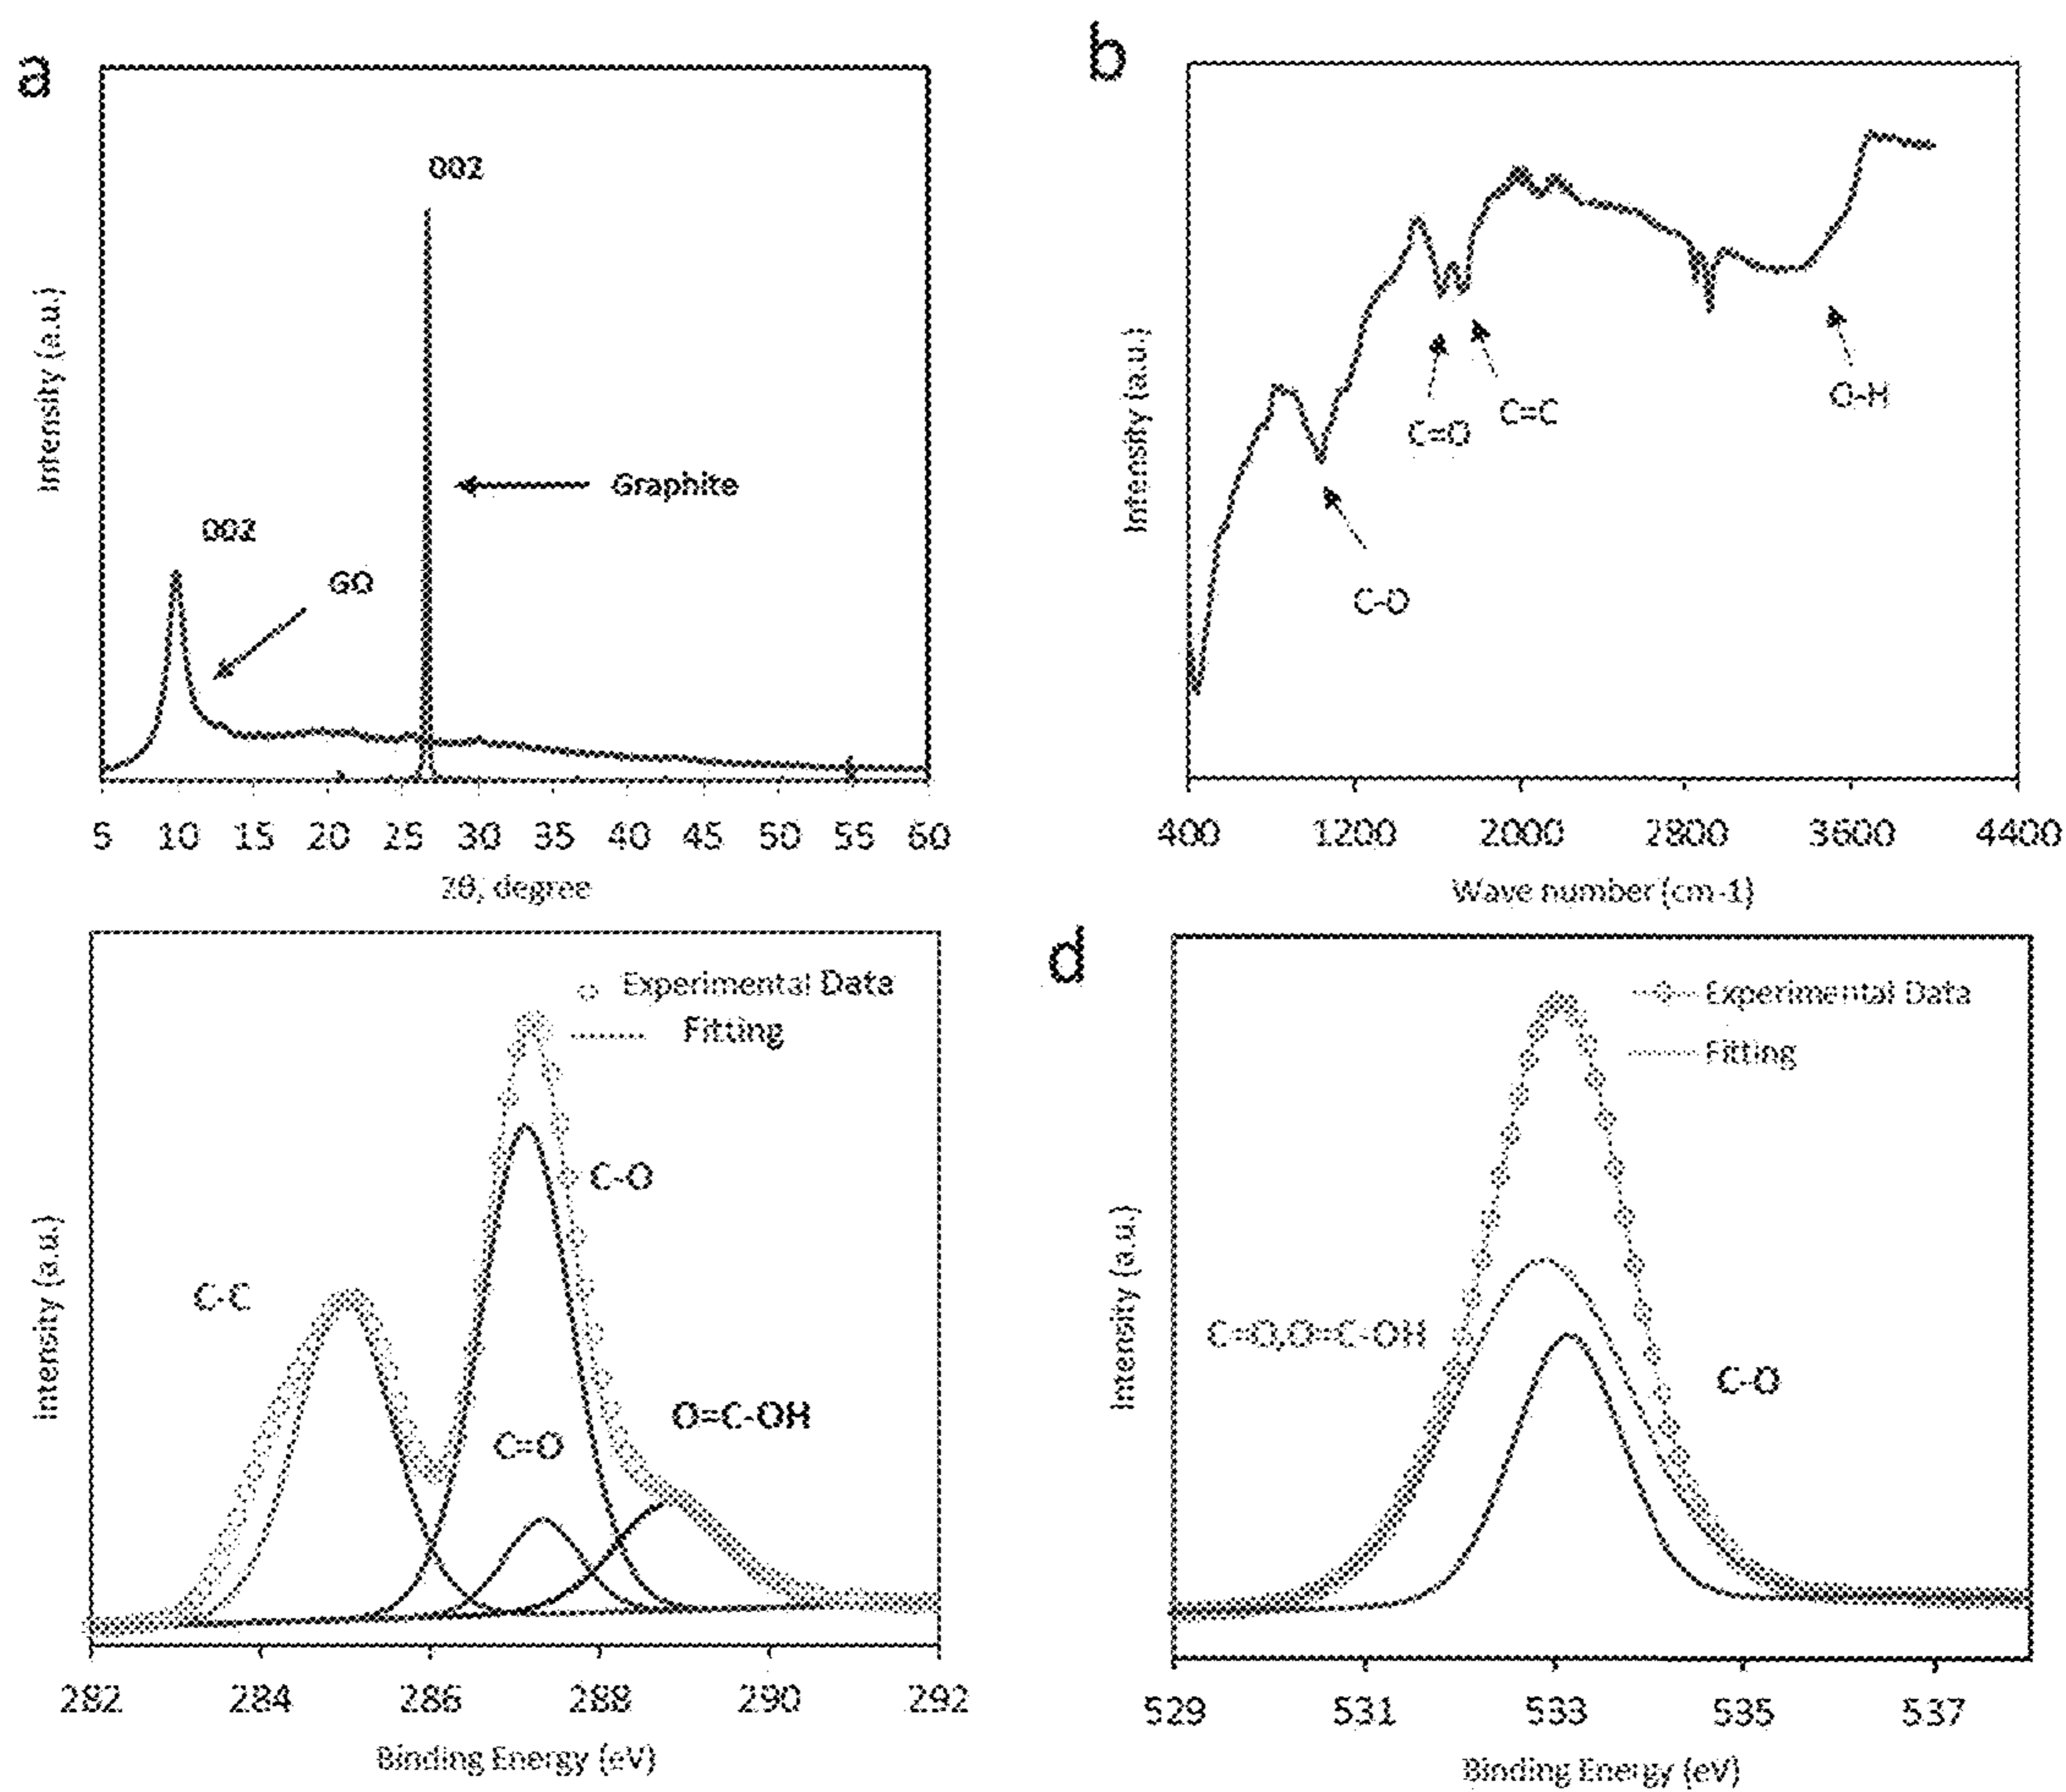 a
002
Graphite
002
GO
Intensity (a.u.)
5 10 15 20 25 30 35 40 45 50 55 60
2θ, degree
b
C=O
C=C
O-H
C-O
Intensity (a.u.)
400 1200 2000 2800 3600 4400
Wave number (cm-1)
Experimental Data
Fitting
C-O
C-C
O=C-OH
C=O
Intensity (a.u.)
282 284 286 288 290 292
Binding Energy (eV)
d
Experimental Data
Fitting
C=O,O=C-OH
C-O
Intensity (a.u.)
529 531 533 535 537
Binding Energy (eV)